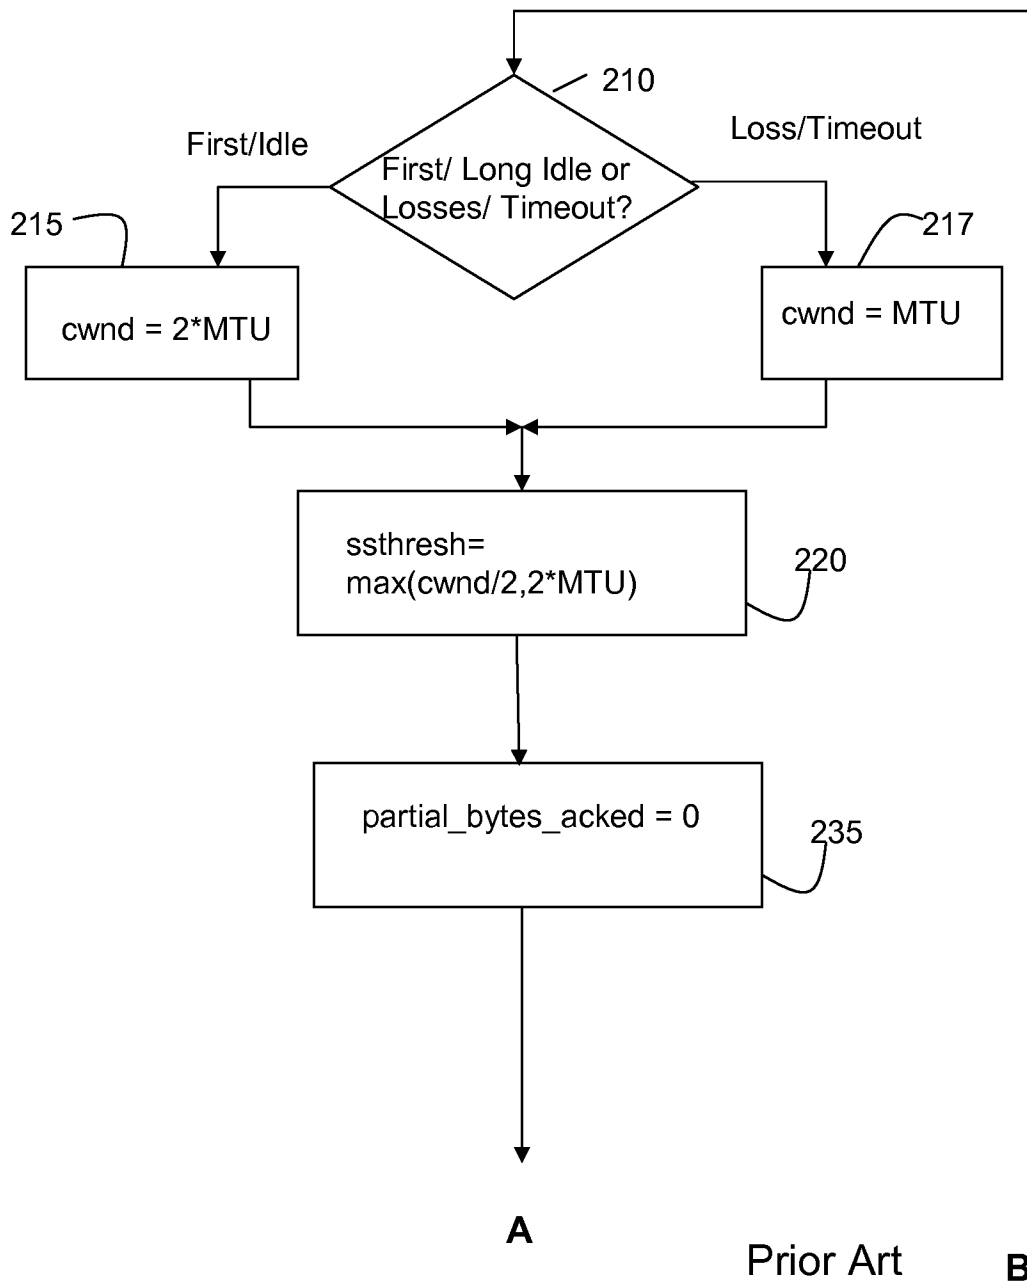 210
First/Idle
Loss/Timeout
First/ Long Idle or
Losses/ Timeout?
215
217
cwnd = 2*MTU
cwnd = MTU
ssthresh=
max(cwnd/2,2*MTU)
220
partial_bytes_acked = 0
235
A
Prior Art
B